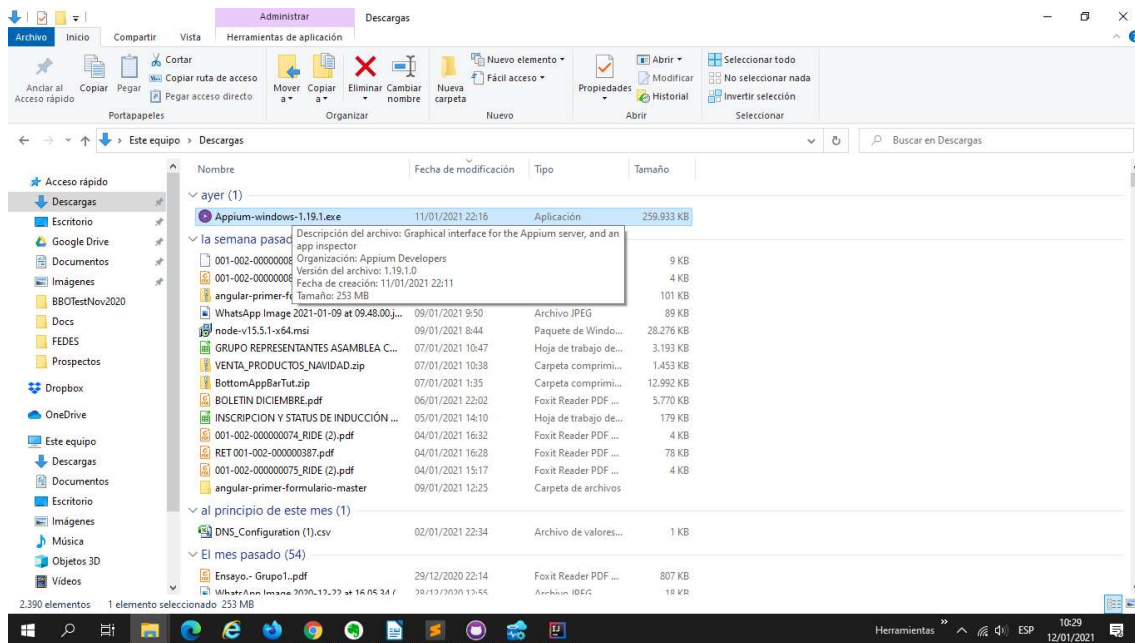 Administrar Descargas
Archivo Inicio Compartir Vista Herramientas de aplicación
Anclar al Acceso rápido
Copiar
Pegar
Cortar
Copiar ruta de acceso
Pegar acceso directo
Portapapeles
Mover a
Copiar a
Eliminar
Cambiar nombre
Organizar
Nueva carpeta
Nuevo elemento
Fácil acceso
Nuevo
Propiedades
Abrir
Modificar
Historial
Abrir
Seleccionar todo
No seleccionar nada
Invertir selección
Seleccionar
Este equipo > Descargas
Buscar en Descargas
Acceso rápido
Descargas
Escritorio
Google Drive
Documentos
Imágenes
BBOTestNov2020
Docs
FEDES
Prospectos
Dropbox
OneDrive
Este equipo
Descargas
Documentos
Escritorio
Imágenes
Música
Objetos 3D
Vídeos
Nombre Fecha de modificación Tipo Tamaño
ayer (1)
Appium-windows-1.19.1.exe 11/01/2021 22:16 Aplicación 259.933 KB
la semana pasad
Descripción del archivo: Graphical interface for the Appium server, and an
app inspector
Organización: Appium Developers
Versión del archivo: 1.19.1.0
Fecha de creación: 11/01/2021 22:11
Tamaño: 253 MB
001-002-00000008 9 KB
001-002-00000008 4 KB
angular-primer-fo 101 KB
WhatsApp Image 2021-01-09 at 09.48.00.j... 09/01/2021 9:50 Archivo JPEG 89 KB
node-v15.5.1-x64.msi 09/01/2021 8:44 Paquete de Windo... 28.276 KB
GRUPO REPRESENTANTES ASAMBLEA C... 07/01/2021 10:47 Hoja de trabajo de... 3.193 KB
VENTA_PRODUCTOS_NAVIDAD.zip 07/01/2021 10:38 Carpeta comprimi... 1.453 KB
BottomAppBarTut.zip 07/01/2021 1:35 Carpeta comprimi... 12.992 KB
BOLETIN DICIEMBRE.pdf 06/01/2021 22:02 Foxit Reader PDF ... 5.770 KB
INSCRIPCION Y STATUS DE INDUCCIÓN ... 05/01/2021 14:10 Hoja de trabajo de... 179 KB
001-002-000000074_RIDE (2).pdf 04/01/2021 16:32 Foxit Reader PDF ... 4 KB
RET 001-002-000000387.pdf 04/01/2021 16:28 Foxit Reader PDF ... 78 KB
001-002-000000075_RIDE (2).pdf 04/01/2021 15:17 Foxit Reader PDF ... 4 KB
angular-primer-formulario-master 09/01/2021 12:25 Carpeta de archivos
al principio de este mes (1)
DNS_Configuration (1).csv 02/01/2021 22:34 Archivo de valores... 1 KB
El mes pasado (54)
Ensayo.- Grupo1..pdf 29/12/2020 22:14 Foxit Reader PDF ... 807 KB
WhatsApp Image 2020-12-22 at 16.05.34 ( 28/12/2020 12:55 Archivo JPEG 18 KB
2.390 elementos 1 elemento seleccionado 253 MB
Herramientas ESP 10:29
12/01/2021